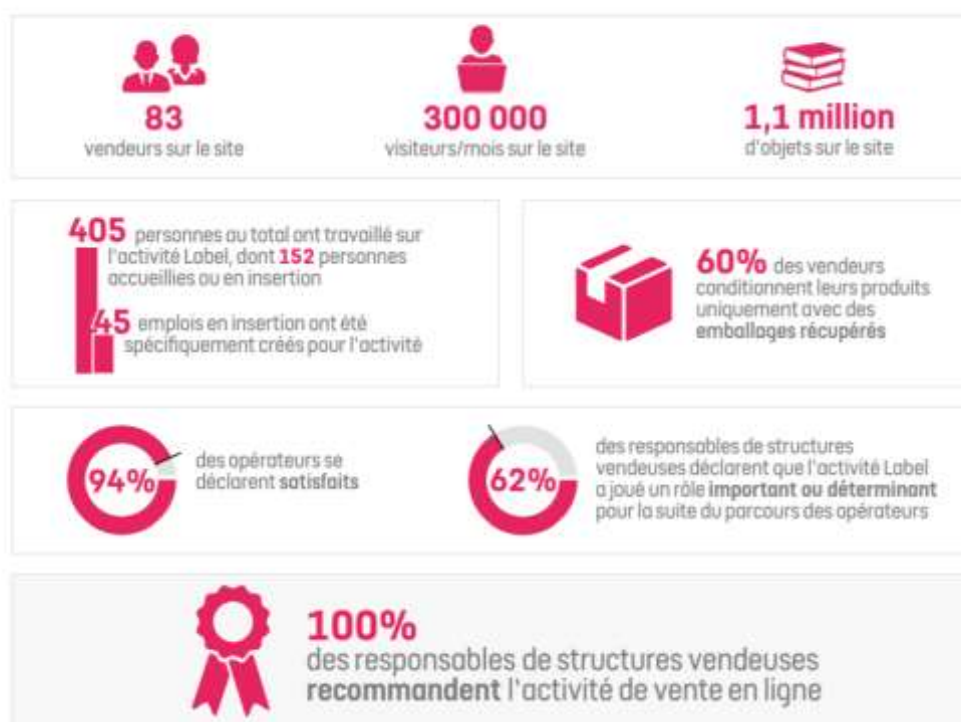 83
vendeurs sur le site
300 000
visiteurs/mois sur le site
1,1 million
d'objets sur le site
405 personnes au total ont travaillé sur
l'activité Label, dont 152 personnes
accueillies ou en insertion
45 emplois en insertion ont été
spécifiquement créés pour l'activité
60% des vendeurs
conditionnent leurs produits
uniquement avec des
emballages récupérés
94%
des opérateurs se
déclarent satisfaits
62%
des responsables de structures
vendeuses déclarent que l'activité Label
a joué un rôle important ou déterminant
pour la suite du parcours des opérateurs
100%
des responsables de structures vendeuses
recommandent l'activité de vente en ligne